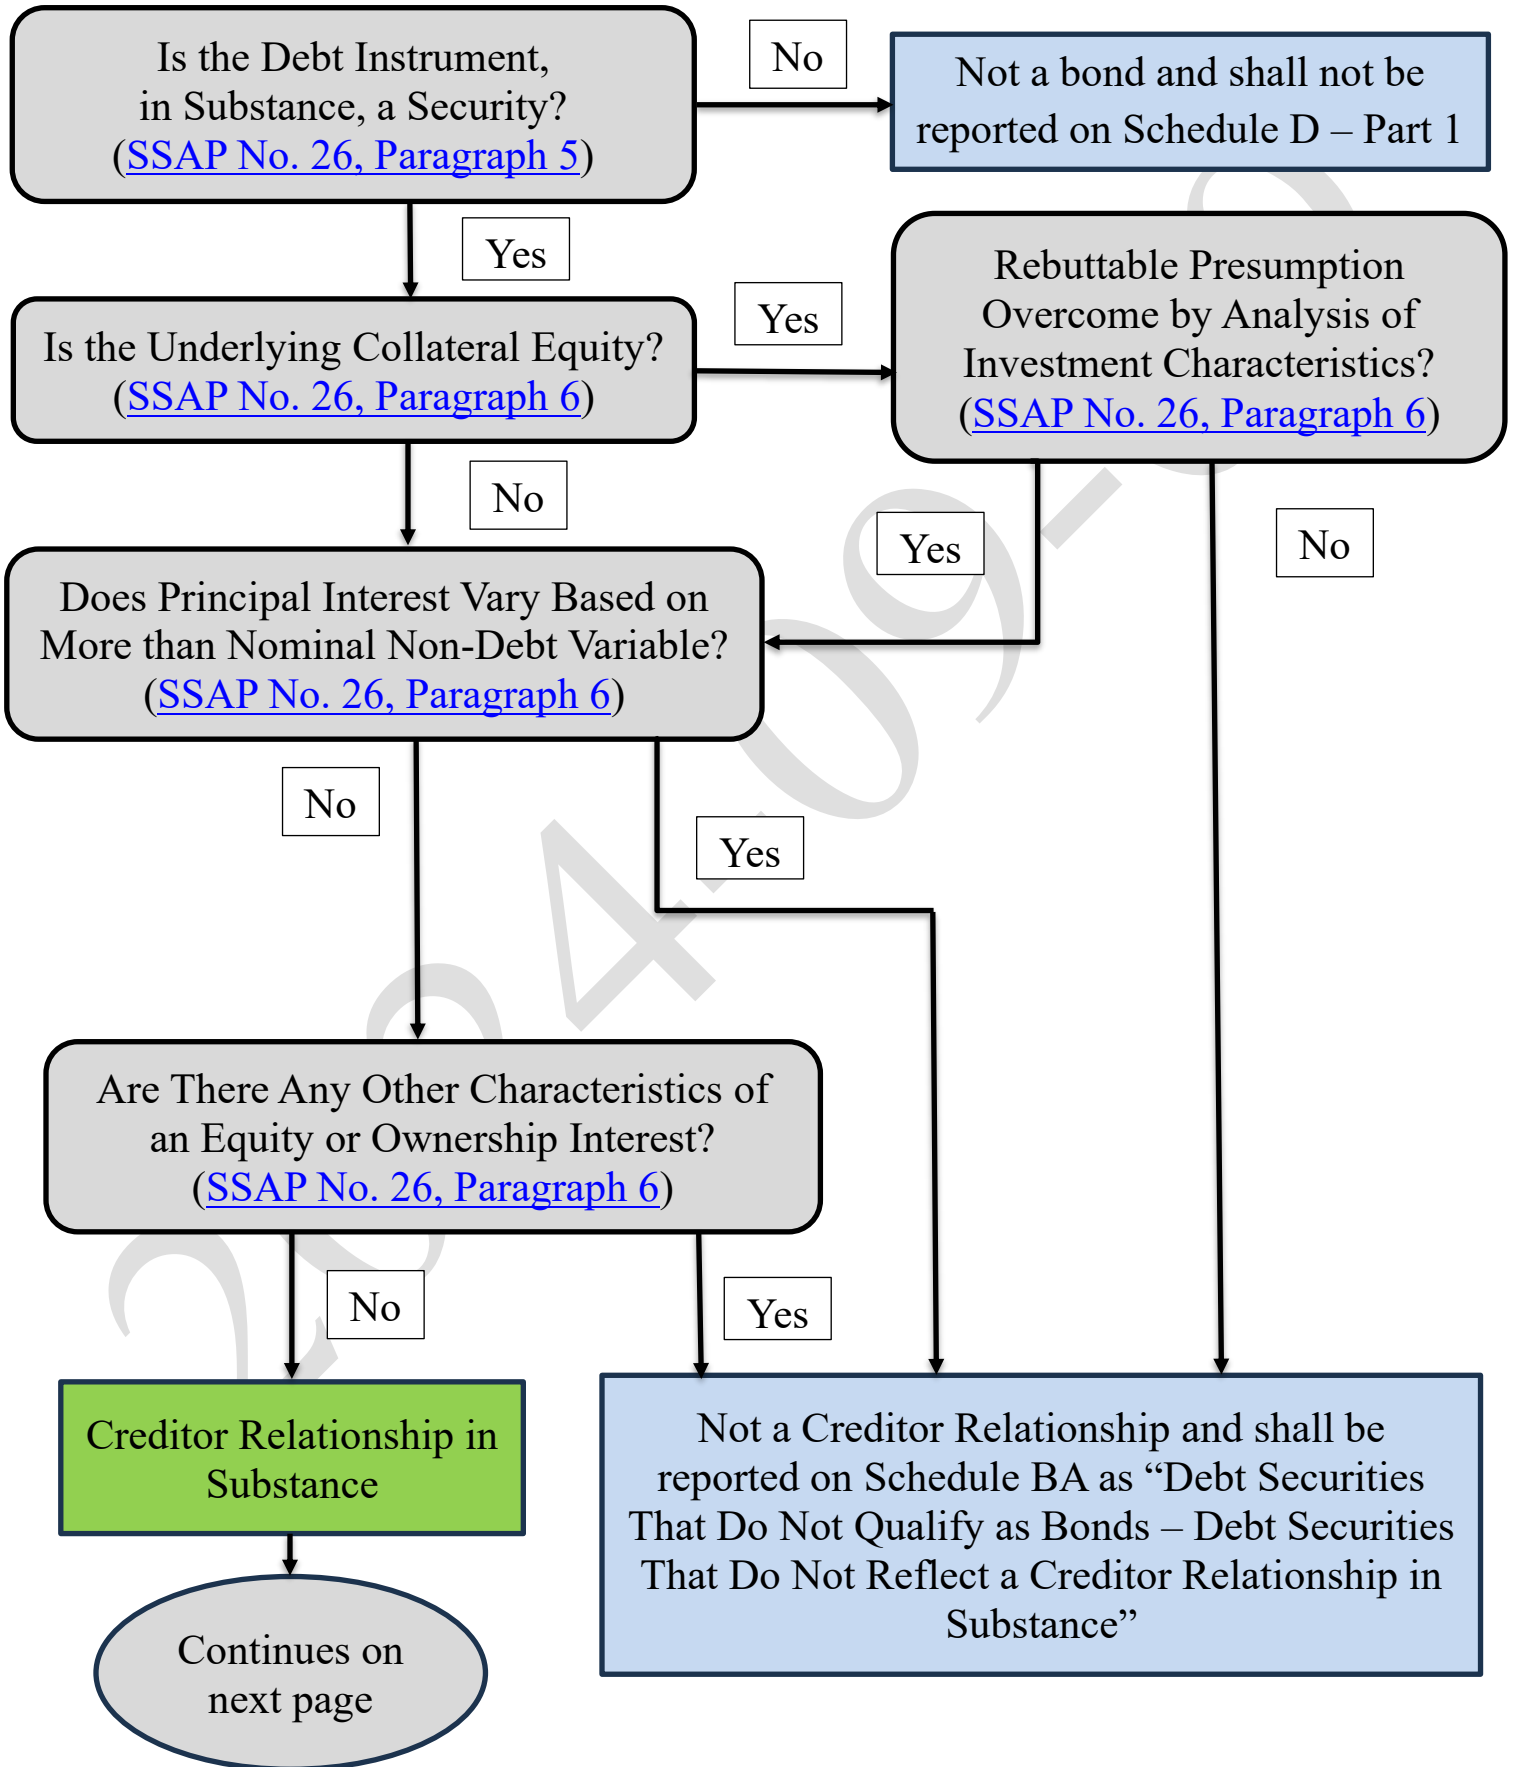 Is the Debt Instrument,
in Substance, a Security?
(SSAP No. 26, Paragraph 5)
No
Not a bond and shall not be
reported on Schedule D – Part 1
Yes
Is the Underlying Collateral Equity?
(SSAP No. 26, Paragraph 6)
Yes
Rebuttable Presumption
Overcome by Analysis of
Investment Characteristics?
(SSAP No. 26, Paragraph 6)
No
Yes
No
Does Principal Interest Vary Based on
More than Nominal Non-Debt Variable?
(SSAP No. 26, Paragraph 6)
No
Yes
Are There Any Other Characteristics of
an Equity or Ownership Interest?
(SSAP No. 26, Paragraph 6)
No
Yes
Creditor Relationship in
Substance
Not a Creditor Relationship and shall be
reported on Schedule BA as “Debt Securities
That Do Not Qualify as Bonds – Debt Securities
That Do Not Reflect a Creditor Relationship in
Substance”
Continues on
next page